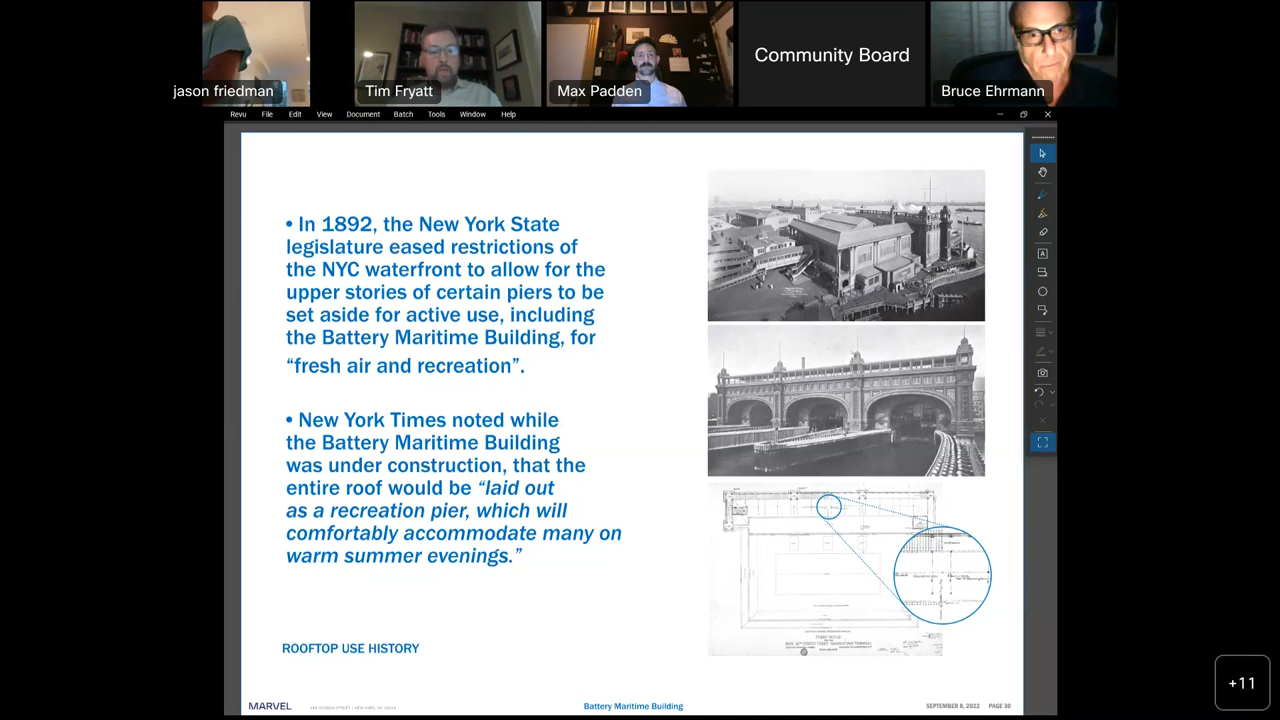 jason friedman
Tim Fryatt
Max Padden
Community Board
Bruce Ehrmann
Revu File Edit View Document Batch Tools Window Help
• In 1892, the New York State
legislature eased restrictions of
the NYC waterfront to allow for the
upper stories of certain piers to be
set aside for active use, including
the Battery Maritime Building, for
“fresh air and recreation”.
• New York Times noted while
the Battery Maritime Building
was under construction, that the
entire roof would be “laid out
as a recreation pier, which will
comfortably accommodate many on
warm summer evenings.”
ROOFTOP USE HISTORY
MARVEL
Battery Maritime Building
SEPTEMBER 8, 2022 PAGE 30
+11